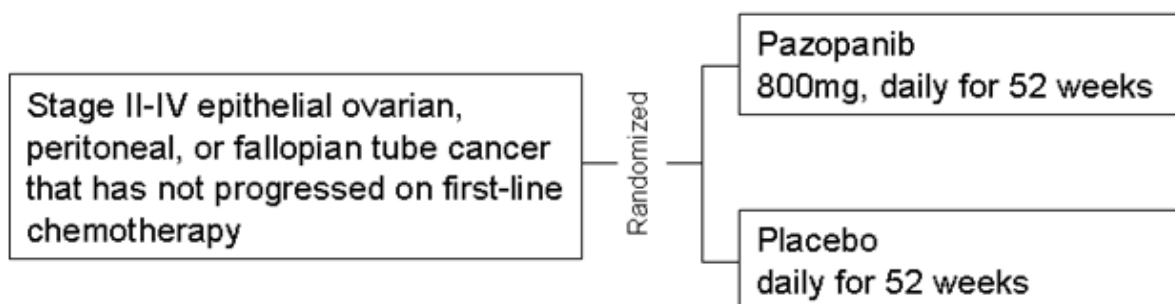 Stage II-IV epithelial ovarian,
peritoneal, or fallopian tube cancer
that has not progressed on first-line
chemotherapy
Randomized
Pazopanib
800mg, daily for 52 weeks
Placebo
daily for 52 weeks